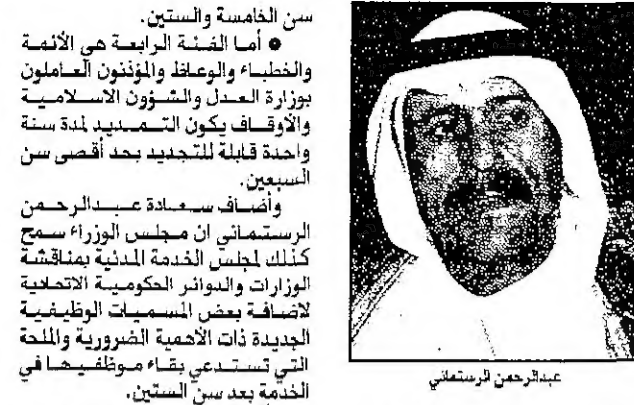 سن الخامسة والستين.
● أما الفئة الرابعة هي الأئمة
والخطباء والوعاظ والمؤذنون العاملون
بوزارة العدل والشؤون الاسلامية
والأوقاف يكون التمديد لمدة سنة
واحدة قابلة للتجديد بحد أقصى سن
السبعين.
وأضاف سعادة عبدالرحمن
الرستماني ان مجلس الوزراء سمح
كذلك لمجلس الخدمة المدنية بمناقشة
الوزارات والدوائر الحكومية الاتحادية
لاضافة بعض المسميات الوظيفية
الجديدة ذات الأهمية الضرورية والملحة
التي تستدعي بقاء موظفيها في
الخدمة بعد سن الستين.
عبدالرحمن الرستماني